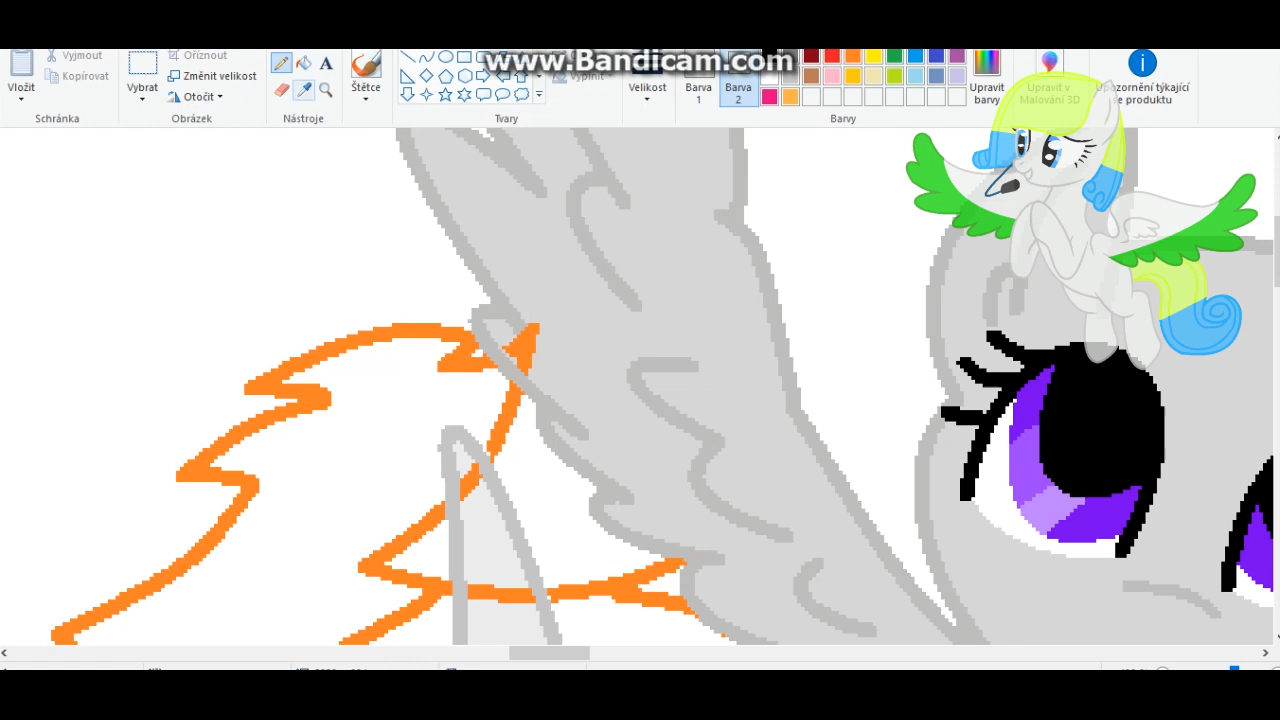 www.Bandicam.com
Vložit
Vyjmout
Kopírovat
Schránka
Vybrat
Oříznout
Změnit velikost
Otočit
Obrázek
A
Nástroje
Štětce
Vyplnit
Tvary
Velikost
Barva
1
Barva
2
Barvy
Upravit
barvy
Upravit v
Malování 3D
Upozornění týkající
se produktu